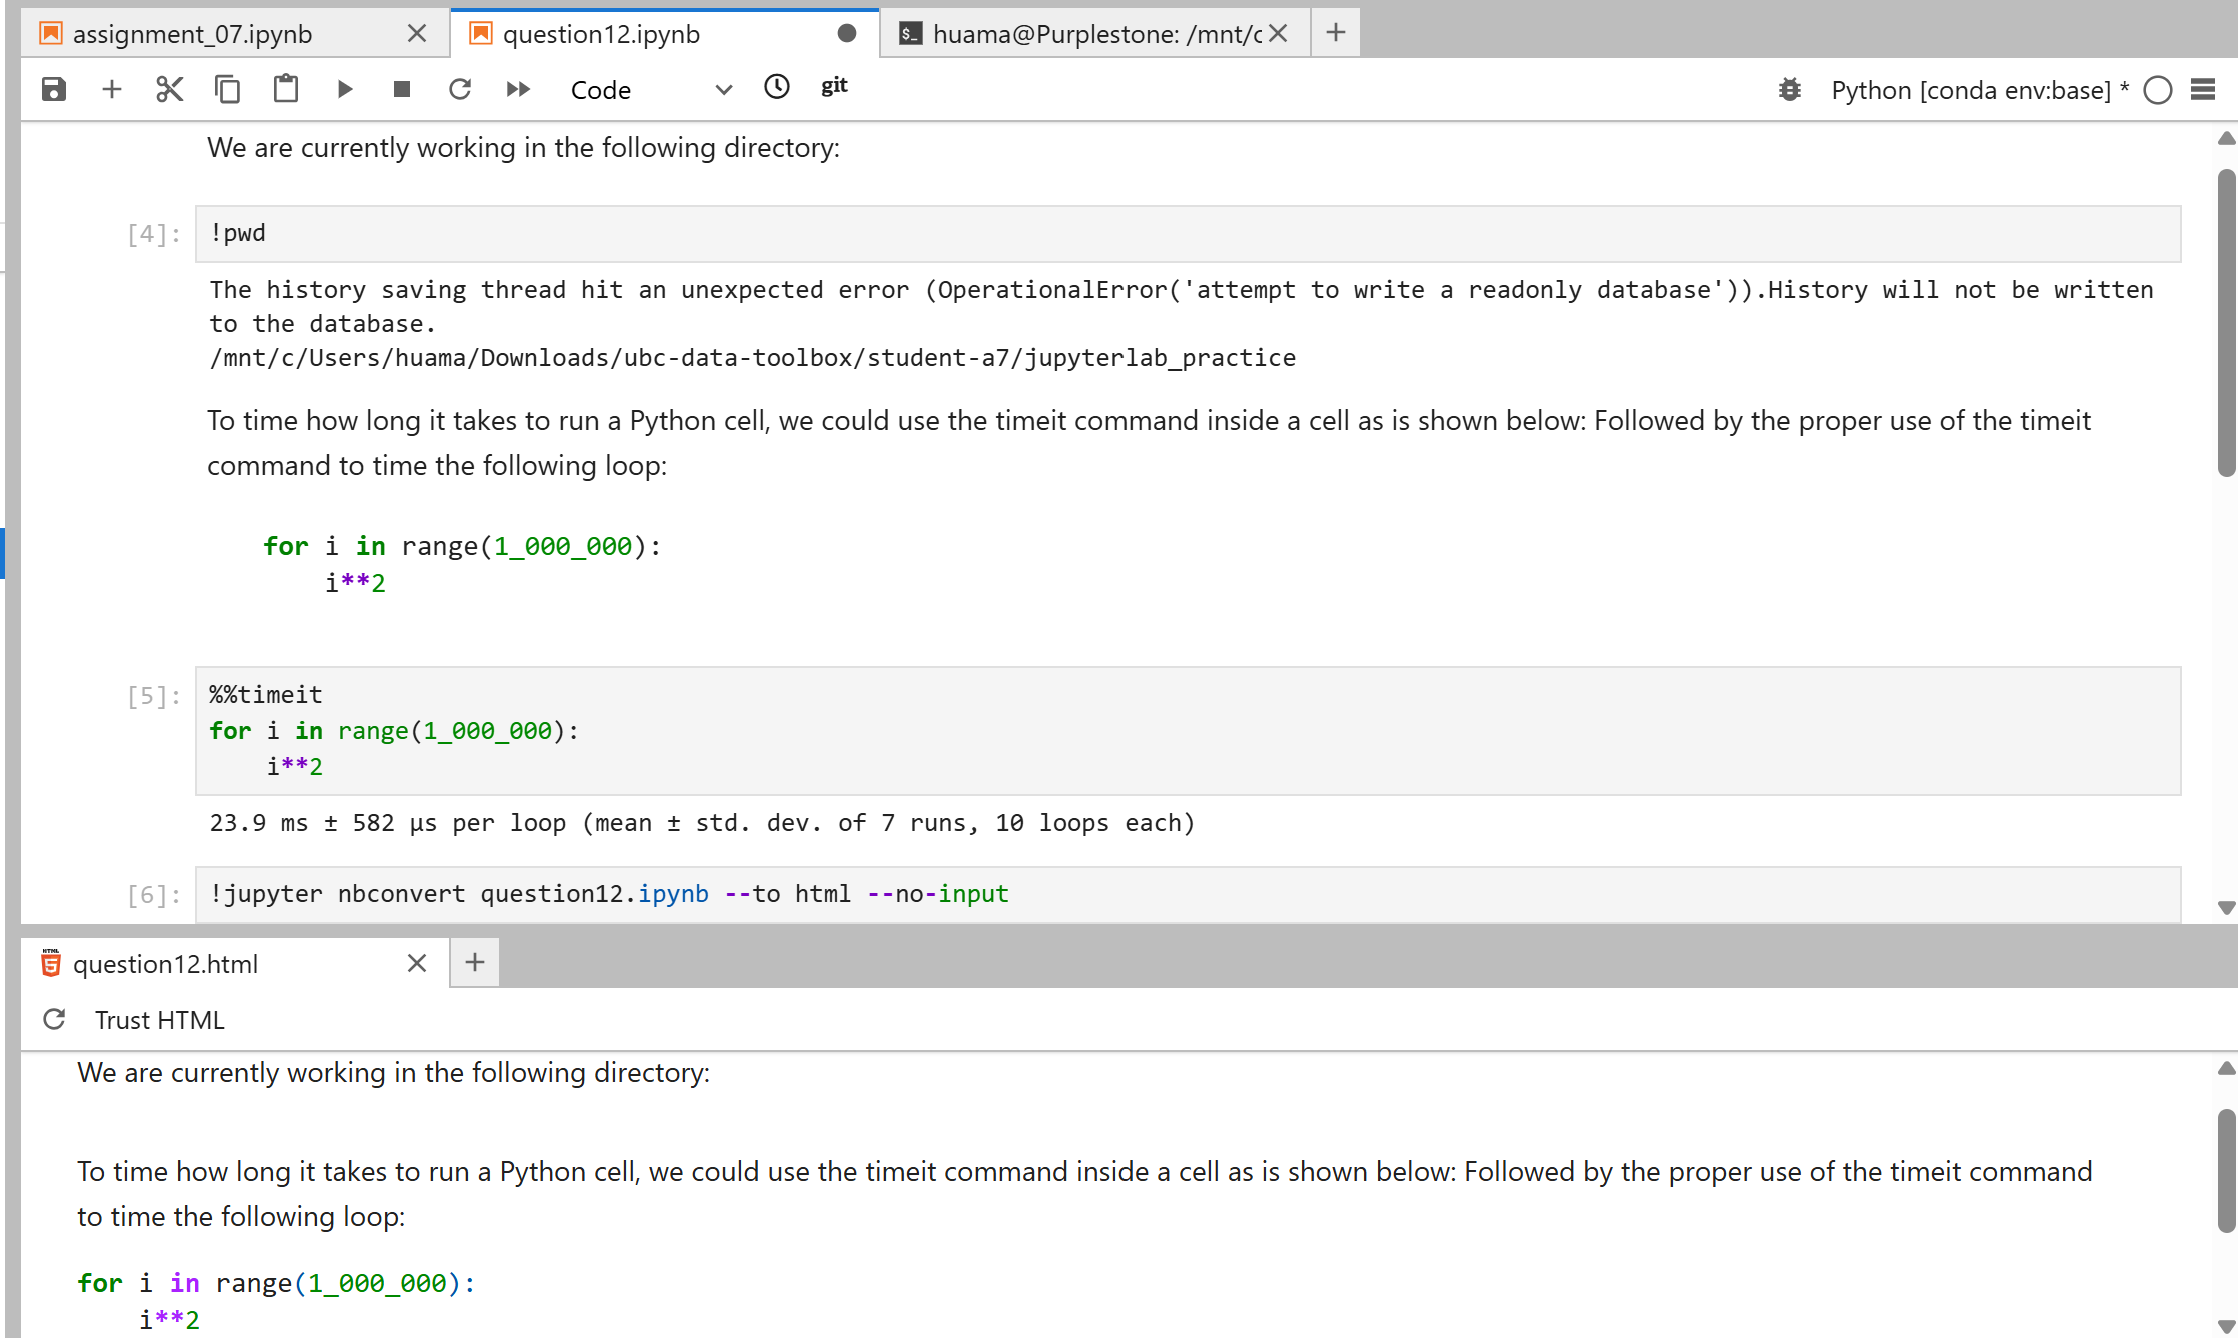 assignment_07.ipynb
question12.ipynb
$_ huama@Purplestone: /mnt/c
Code
git
Python [conda env:base] *
We are currently working in the following directory:
[4]:
!pwd
The history saving thread hit an unexpected error (OperationalError('attempt to write a readonly database')).History will not be written
to the database.
/mnt/c/Users/huama/Downloads/ubc-data-toolbox/student-a7/jupyterlab_practice
To time how long it takes to run a Python cell, we could use the timeit command inside a cell as is shown below: Followed by the proper use of the timeit
command to time the following loop:
for i in range(1_000_000):
    i**2
[5]:
%%timeit
for i in range(1_000_000):
    i**2
23.9 ms ± 582 μs per loop (mean ± std. dev. of 7 runs, 10 loops each)
[6]:
!jupyter nbconvert question12.ipynb --to html --no-input
HTML 5
question12.html
Trust HTML
We are currently working in the following directory:
To time how long it takes to run a Python cell, we could use the timeit command inside a cell as is shown below: Followed by the proper use of the timeit command
to time the following loop:
for i in range(1_000_000):
    i**2